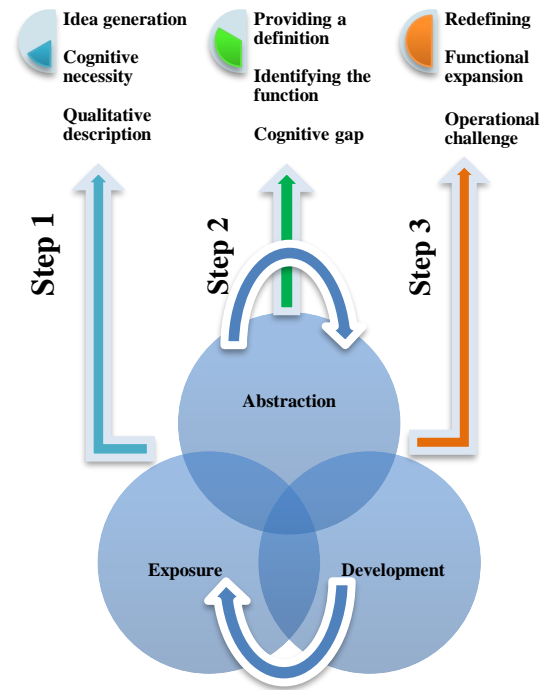 Idea generation
Cognitive
necessity
Qualitative
description
Providing a
definition
Identifying the
function
Cognitive gap
Redefining
Functional
expansion
Operational
challenge
Step 1
Step 2
Step 3
Abstraction
Exposure
Development